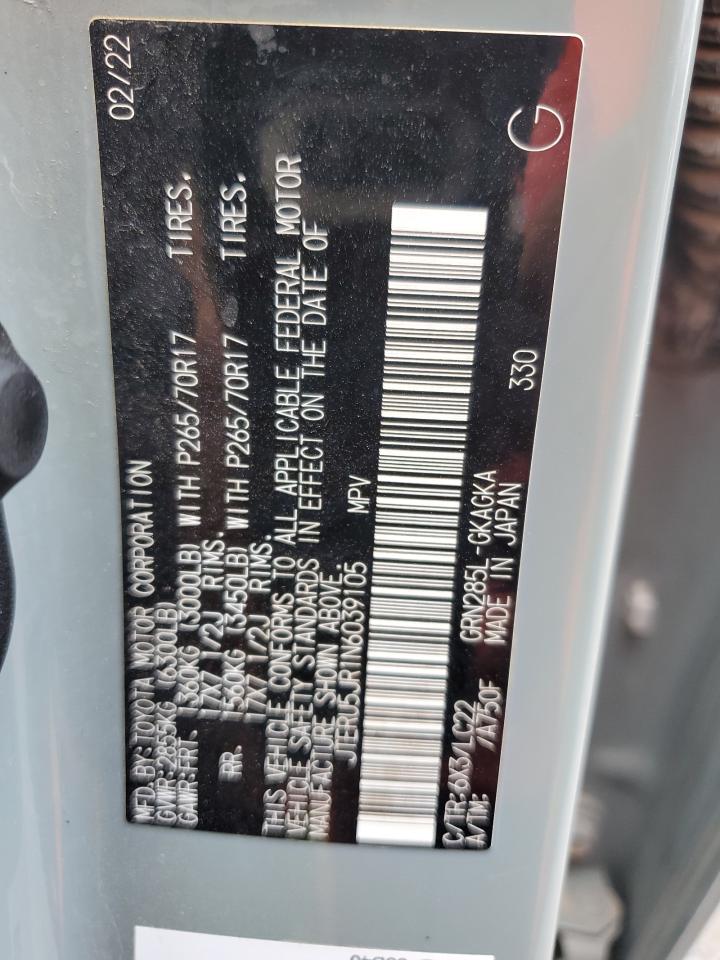 MFD. BY: TOYOTA MOTOR CORPORATION 02/22
GVWR: 2855KG (6300LB)
GAWR: FRT. 1360KG (3000LB) WITH P265/70R17 TIRES.
17X7 1/2J RIMS.
RR. 1560KG (3450LB) WITH P265/70R17 TIRES.
17X7 1/2J RIMS.
THIS VEHICLE CONFORMS TO ALL APPLICABLE FEDERAL MOTOR
VEHICLE SAFETY STANDARDS IN EFFECT ON THE DATE OF
MANUFACTURE SHOWN ABOVE.
JTERU5JR1N6039105 MPV
C/TR: 6X3/LC22 GRN285L-GKAGKA 330
A/TM: /A750F MADE IN JAPAN
G